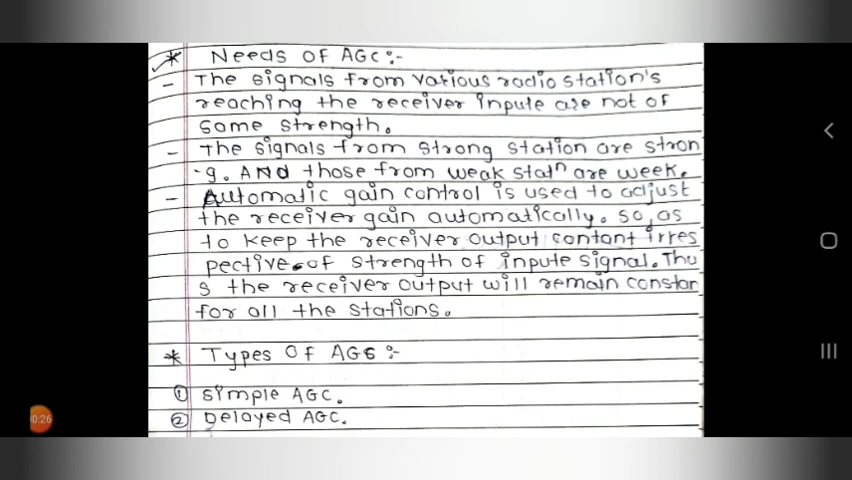 * Needs OF AGC :-
- The signals from various radio station's
reaching the receiver inpute are not of
some strength.
- The signals from strong station are stron
-g. AND those from weak statn are week.
- Automatic gain control is used to adjust
the receiver gain automatically. so, as
to keep the receiver output contant irres
pective of strength of inpute signal. Thu
s the receiver output will remain constan
for all the stations.
* Types OF AGC :-
① Simple AGC.
② Delayed AGC.
0:26